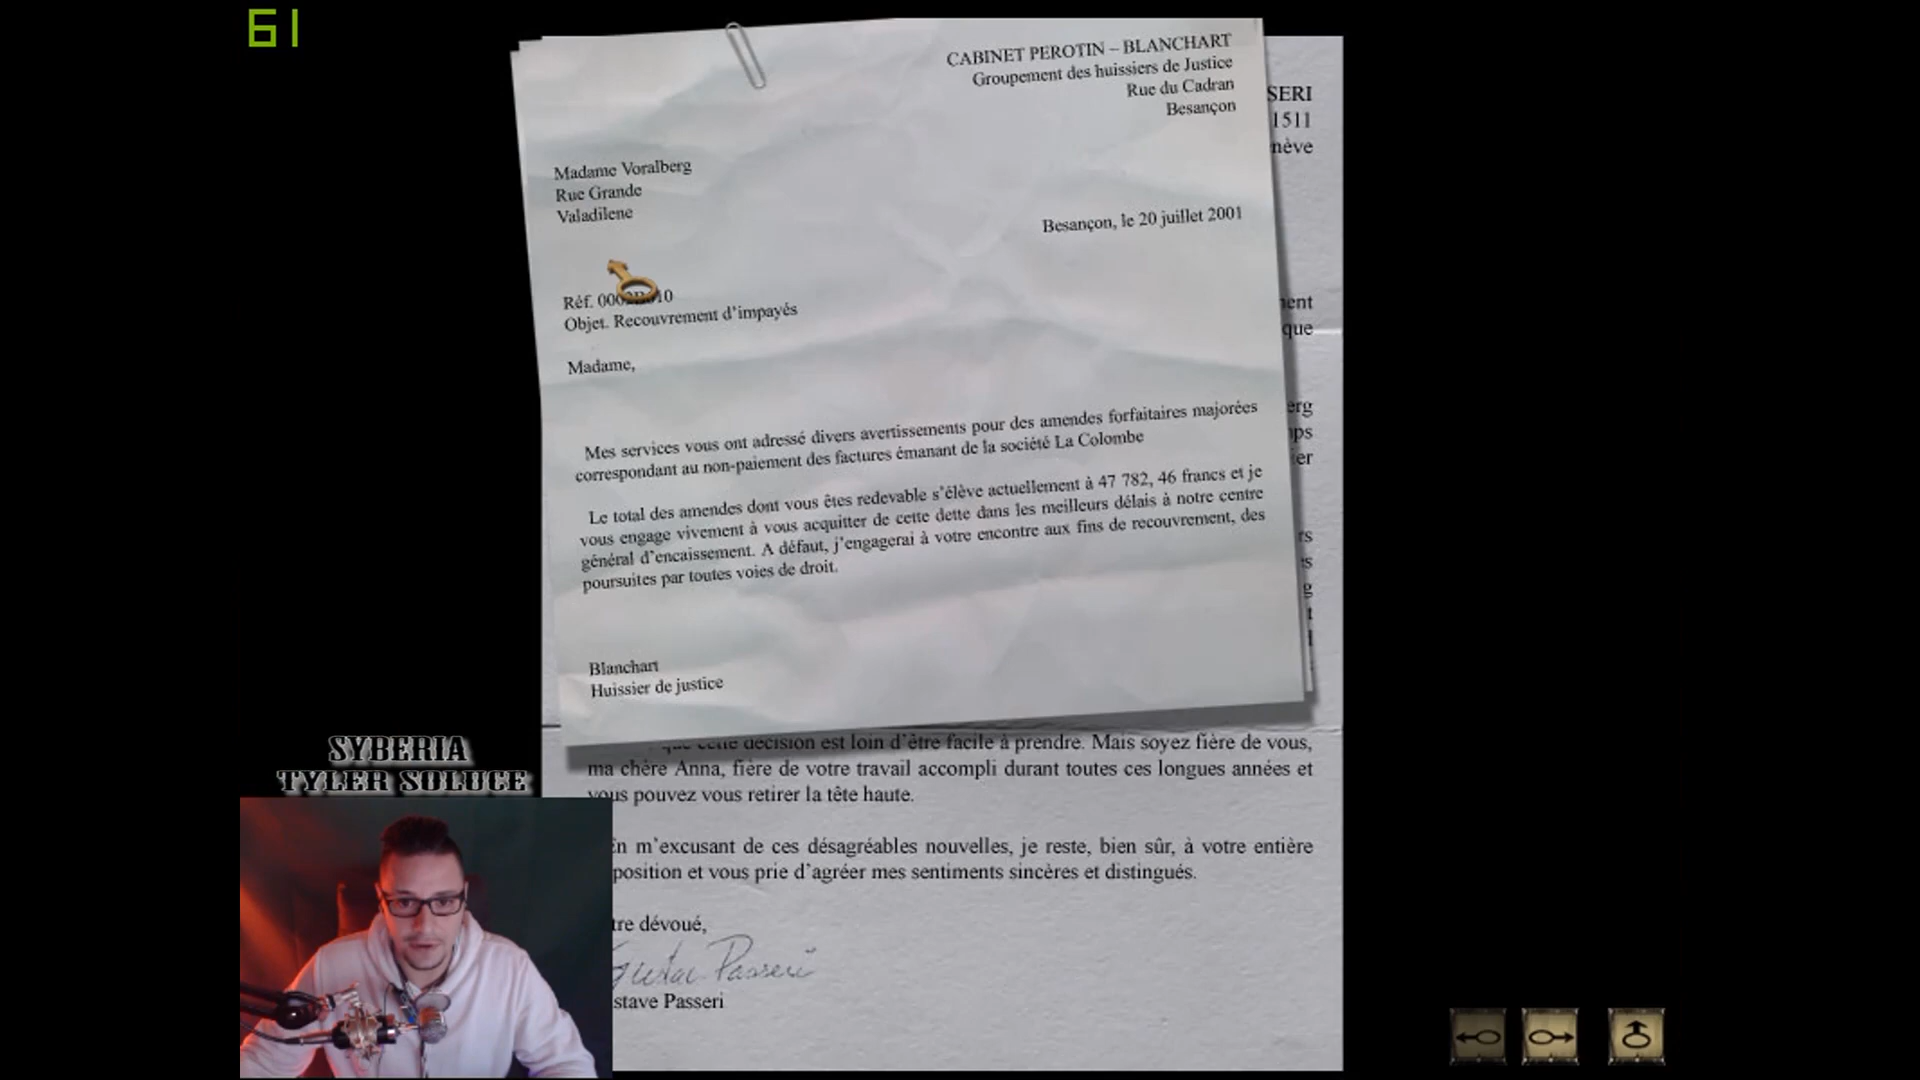 61
CABINET PEROTIN – BLANCHART
Groupement des huissiers de Justice
Rue du Cadran
Besançon
SERI
1511
nève
Madame Voralberg
Rue Grande
Valadilene
Besançon, le 20 juillet 2001
Réf.
Objet. Recouvrement d'impayés
Madame,
ment
que
Mes services vous ont adressé divers avertissements pour des amendes forfaitaires majorées
correspondant au non-paiement des factures émanant de la société La Colombe
Le total des amendes dont vous êtes redevable s'élève actuellement à 47 782, 46 francs et je
vous engage vivement à vous acquitter de cette dette dans les meilleurs délais à notre centre
général d'encaissement. A défaut, j'engagerai à votre encontre aux fins de recouvrement, des
poursuites par toutes voies de droit.
erg
ps
ier
rs
s
g
t
Blanchart
Huissier de justice
que cette décision est loin d'être facile à prendre. Mais soyez fière de vous,
ma chère Anna, fière de votre travail accompli durant toutes ces longues années et
vous pouvez vous retirer la tête haute.
En m'excusant de ces désagréables nouvelles, je reste, bien sûr, à votre entière
position et vous prie d'agréer mes sentiments sincères et distingués.
tre dévoué,
Gustav Passeri
stave Passeri
SYBERIA
TYLER SOLUCE